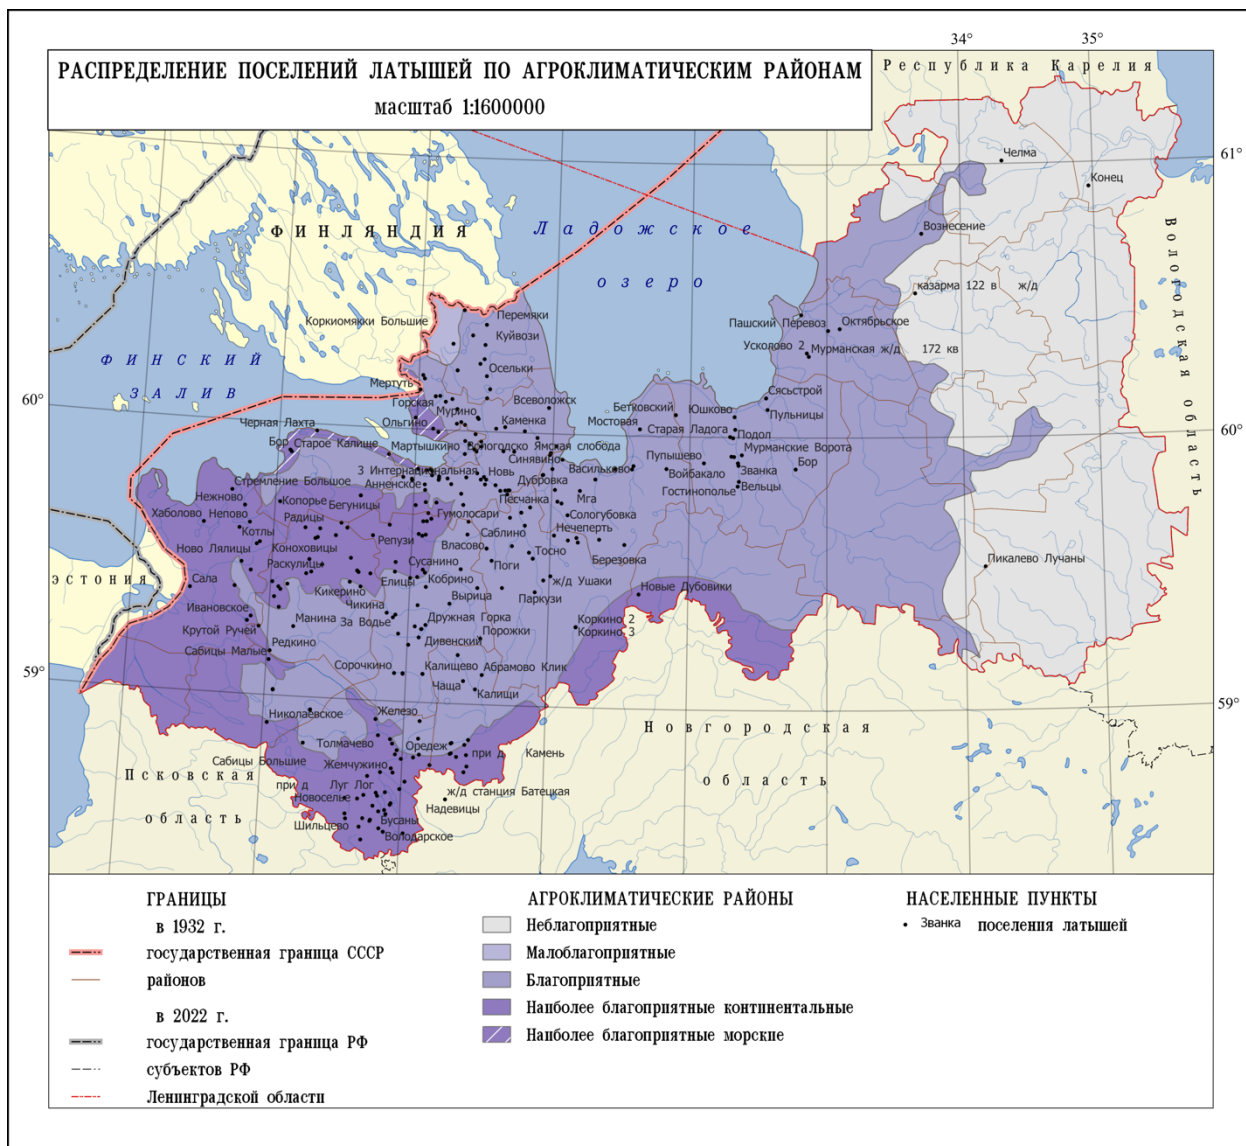 34°
35°
РАСПРЕДЕЛЕНИЕ ПОСЕЛЕНИЙ ЛАТЫШЕЙ ПО АГРОКЛИМАТИЧЕСКИМ РАЙОНАМ
масштаб 1:1600000
Республика Карелия
61°
Челма
Конец
Вознесение
ФИНЛЯНДИЯ
Ладожское
озеро
Вологодская область
казарма 122 в ж/д
Коркиомякки Большие
Перемяки
Куйвози
Пашский Перевоз
Октябрьское
Усколово 2
Мурманская ж/д 172 кв
ФИНСКИЙ
ЗАЛИВ
Осельки
Мертуть
60°
Горская
Мурино
Всеволожск
Сясьстрой
Бетковский
Юшково
Пульницы
60°
Черная Лахта
Ольгино
Каменка
Мостовая
Старая Ладога
Подол
Бор
Старое Калище
Мартышкино
Вологодско Ямская слобода
Мурманские Ворота
Синявино
Пупышево
3 Интернациональная
Новь
Васильково
Войбакало
Званка
Бор
Стремление Большое
Анненское
Дубровка
Гостинополье
Вельцы
Нежново
Копорье
Бегуницы
Песчанка
Мга
Хаболово
Непово
Радицы
Гумолосари
Сологубовка
Котлы
Саблино
Нечеперть
Ново Лялицы
Коноховицы
Репузи
Власово
Тосно
Березовка
Раскулицы
Сусанино
Поги
Пикалево
Лучаны
эстония
Сала
Елицы
Кобрино
ж/д Ушаки
Новые Дубовики
Кикерино
Вырица
Паркузи
Ивановское
Чикина
Манина
За Водье
Дружная Горка
Коркино 2
Крутой Ручей
Порожки
Коркино 3
Редкино
Дивенский
Сабицы Малые
59°
Сорочкино
Калищево
Абрамово Клик
Чаща
Калищи
59°
Николаевское
Железо
Новгородская
область
Толмачево
Оредеж
при д Камень
Сабицы Большие
Жемчужино
Псковская
область
при д
Луг Лог
ж/д станция Батецкая
Новоселье
Надевицы
Шильцево
Бусаны
Володарское
ГРАНИЦЫ
в 1932 г.
государственная граница СССР
районов
в 2022 г.
государственная граница РФ
субъектов РФ
Ленинградской области
АГРОКЛИМАТИЧЕСКИЕ РАЙОНЫ
Неблагоприятные
Малоблагоприятные
Благоприятные
Наиболее благоприятные континентальные
Наиболее благоприятные морские
НАСЕЛЕННЫЕ ПУНКТЫ
Званка поселения латышей